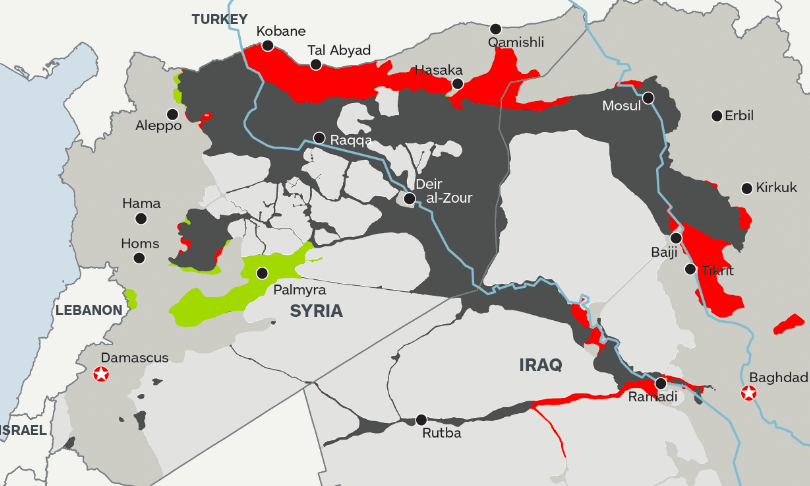 TURKEY
Kobane
Tal Abyad
Qamishli
Hasaka
Mosul
Aleppo
Erbil
Raqqa
Deir
al-Zour
Kirkuk
Hama
Homs
Baiji
Tikrit
Palmyra
LEBANON
SYRIA
Damascus
IRAQ
Baghdad
Ramadi
ISRAEL
Rutba